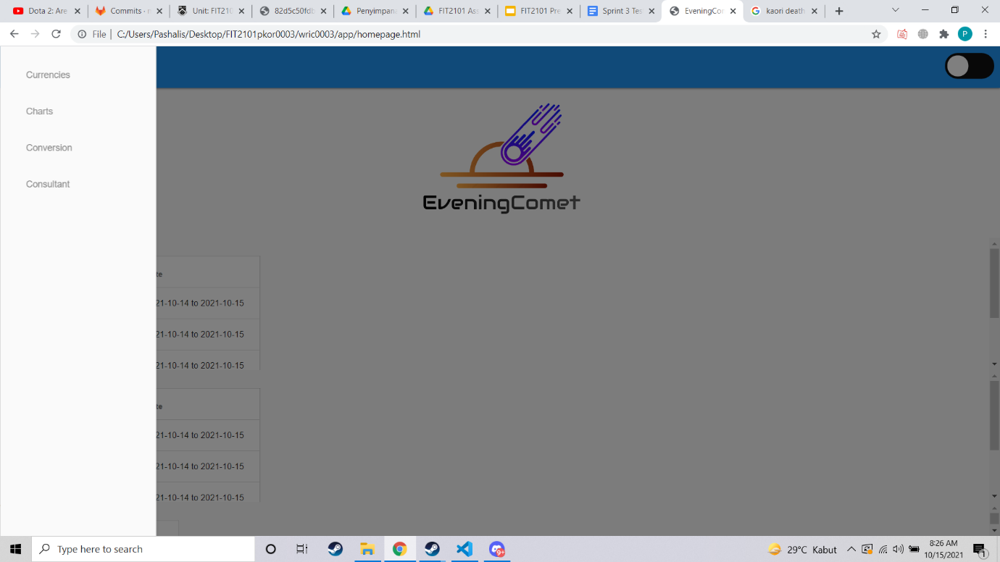 Dota 2: Are
Commits · n
Unit: FIT210
82d5c50fdb
Penyimpana
FIT2101 Ass
FIT2101 Pre
Sprint 3 Tes
EveningCor
kaori death
File | C:/Users/Pashalis/Desktop/FIT2101pkor0003/wric0003/app/homepage.html
P
Currencies
Charts
Conversion
Consultant
EveningComet
te
21-10-14 to 2021-10-15
21-10-14 to 2021-10-15
21-10-14 to 2021-10-15
te
21-10-14 to 2021-10-15
21-10-14 to 2021-10-15
21-10-14 to 2021-10-15
Type here to search
9+
29°C Kabut
8:26 AM
10/15/2021
1